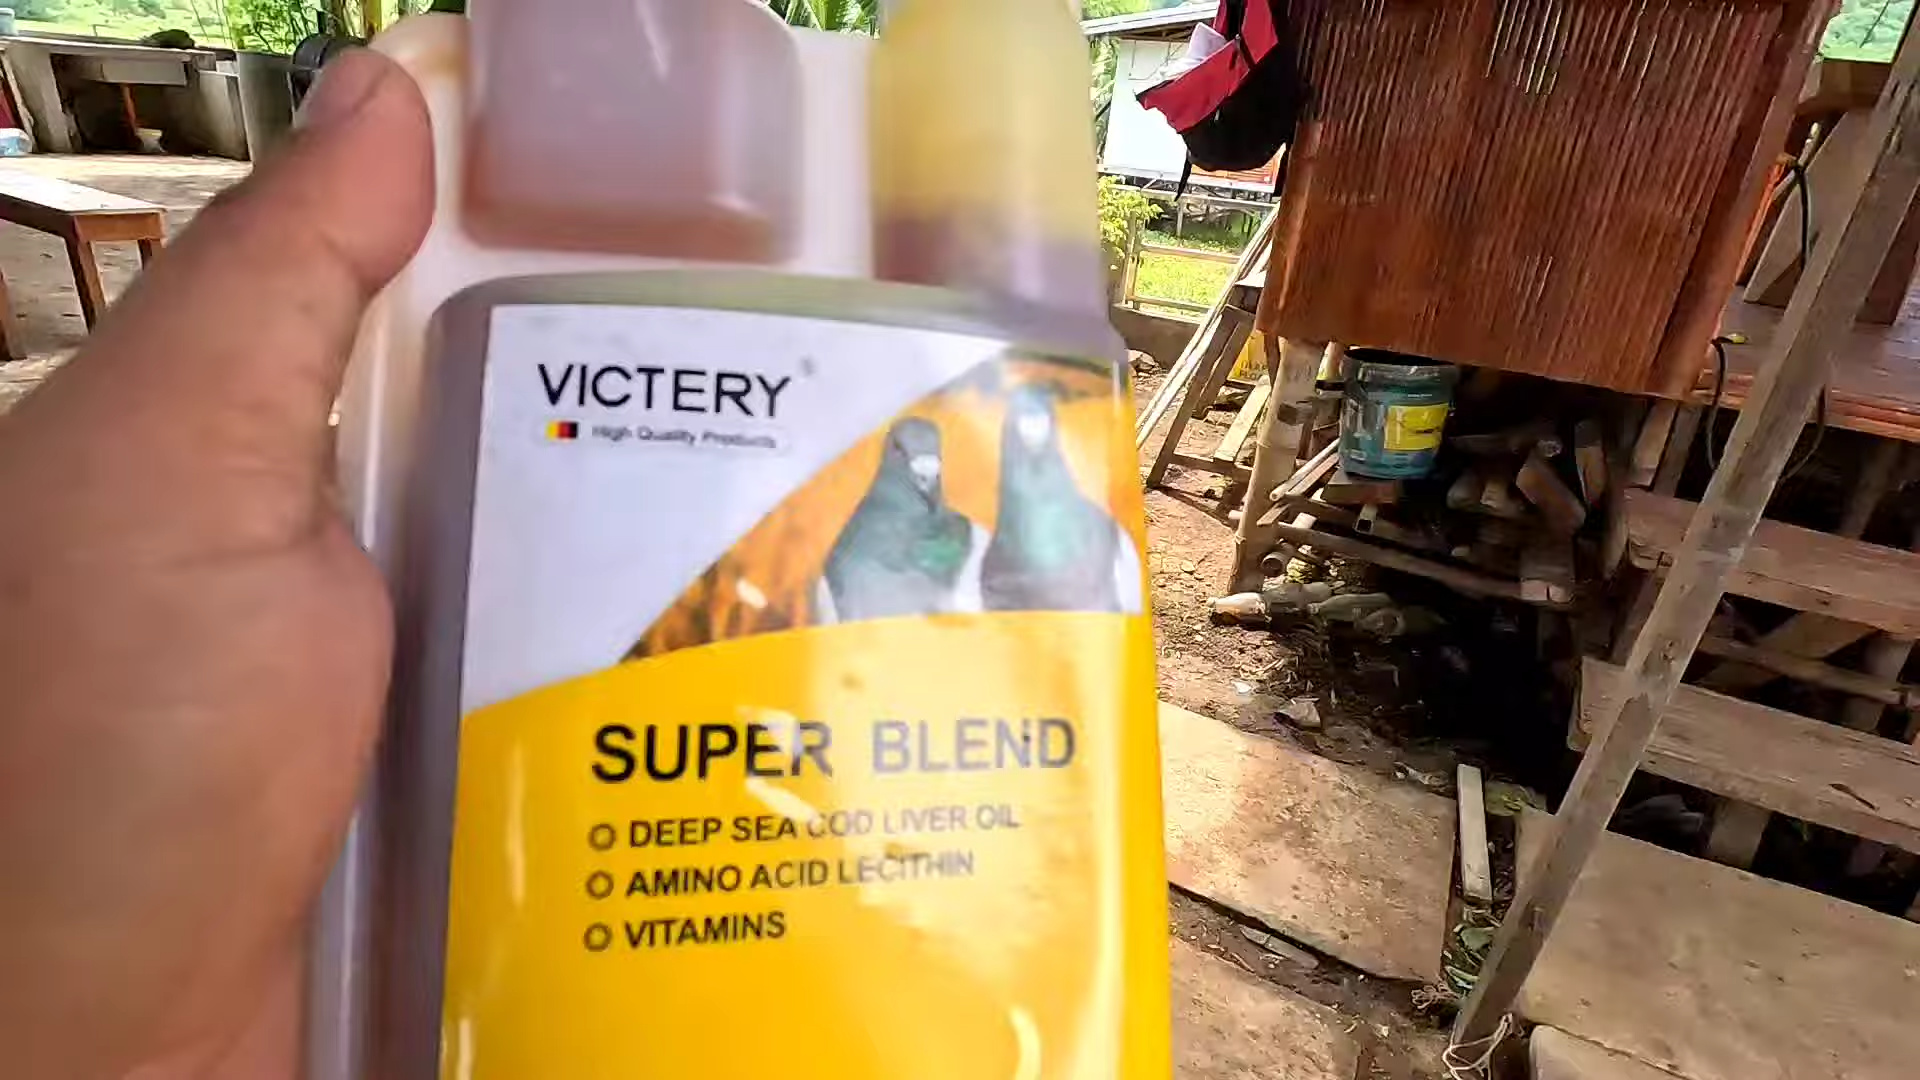 VICTERY
High Quality Products
SUPER BLEND
DEEP SEA COD LIVER OIL
AMINO ACID LECITHIN
VITAMINS